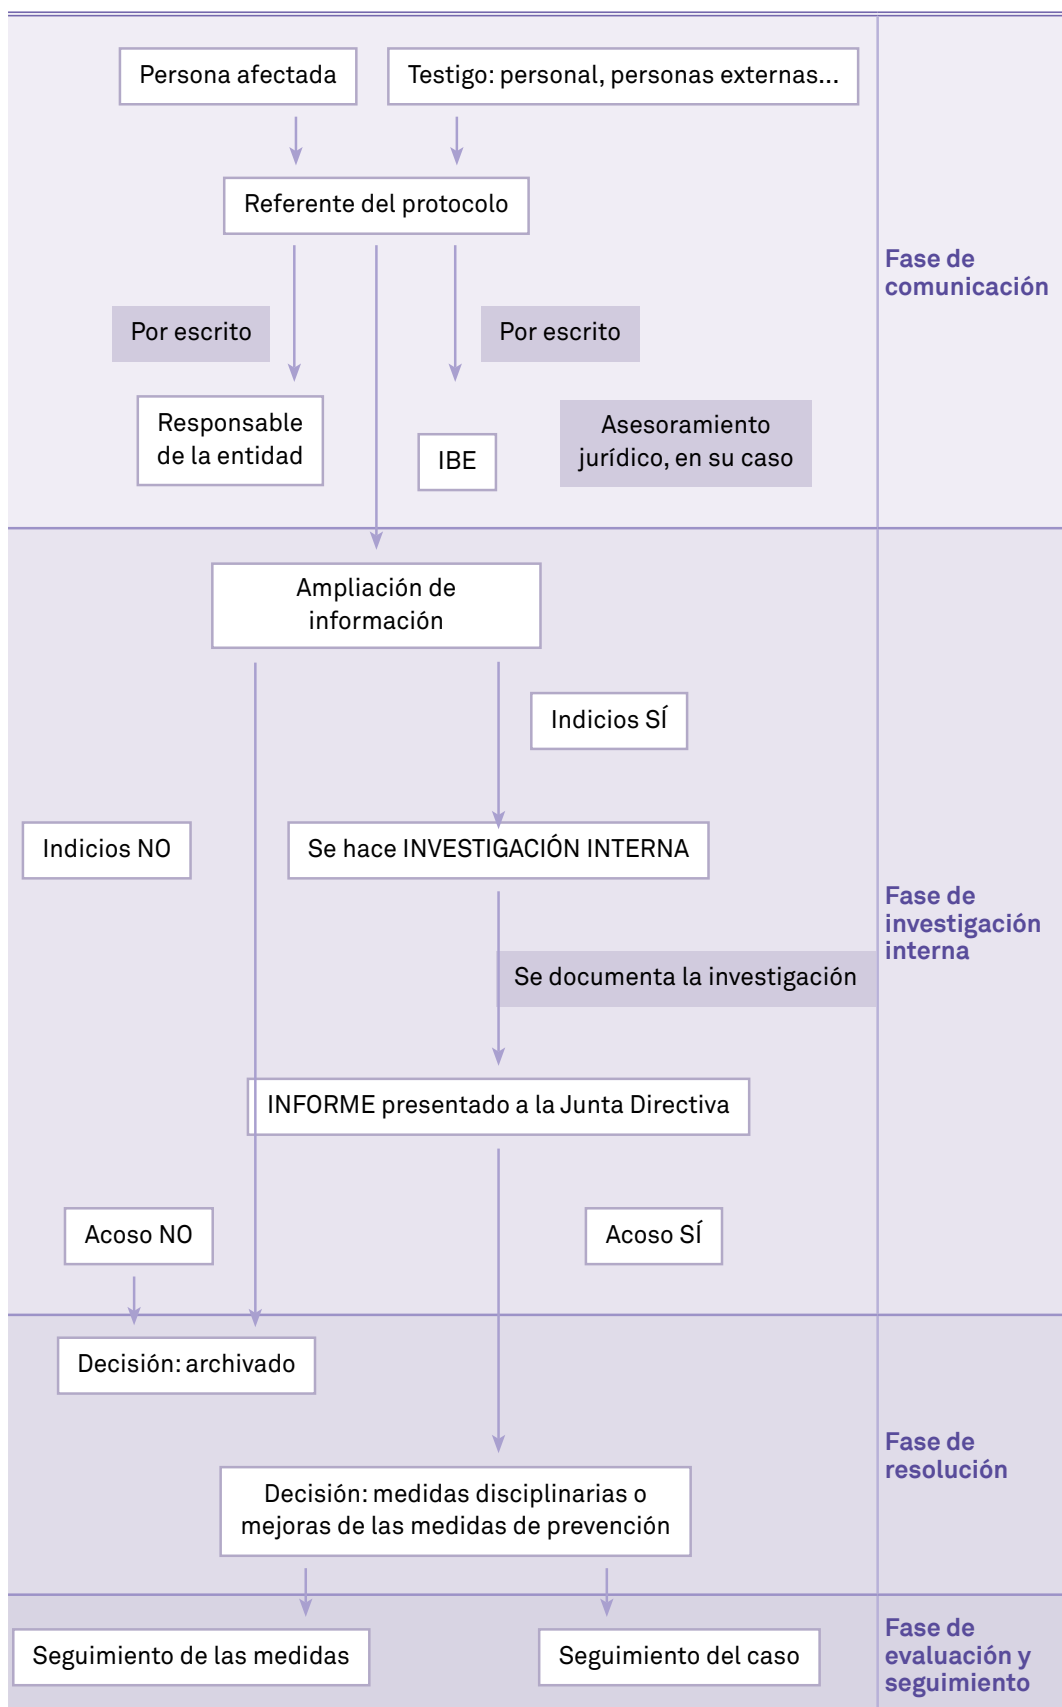 Persona afectada
Testigo: personal, personas externas...
Referente del protocolo
Fase de
comunicación
Por escrito
Por escrito
Responsable
de la entidad
IBE
Asesoramiento
jurídico, en su caso
Ampliación de
información
Indicios SÍ
Indicios NO
Se hace INVESTIGACIÓN INTERNA
Fase de
investigación
interna
Se documenta la investigación
INFORME presentado a la Junta Directiva
Acoso NO
Acoso SÍ
Decisión: archivado
Fase de
resolución
Decisión: medidas disciplinarias o
mejoras de las medidas de prevención
Seguimiento de las medidas
Seguimiento del caso
Fase de
evaluación y
seguimiento